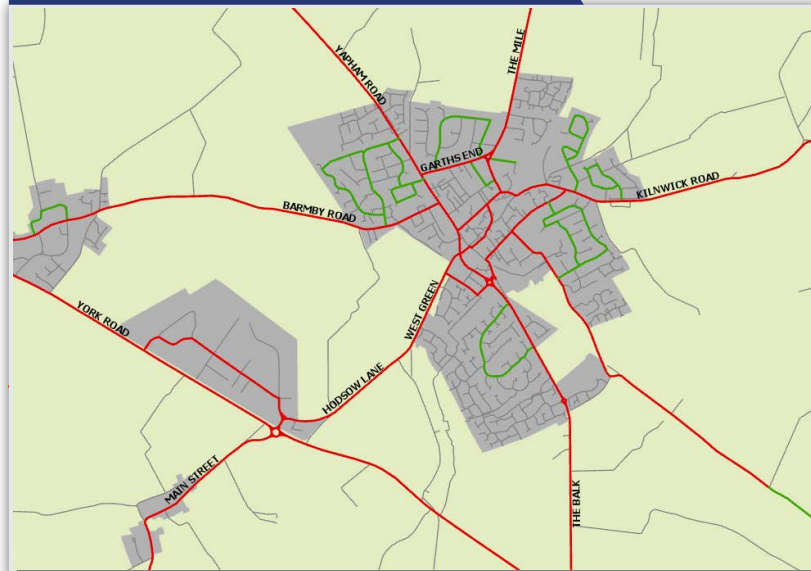 YAPHAM ROAD
THE MILE
GARTHS END
KILNWICK ROAD
BARMBY ROAD
WEST GREEN
YORK ROAD
HODSOW LANE
MAIN STREET
THE BALK